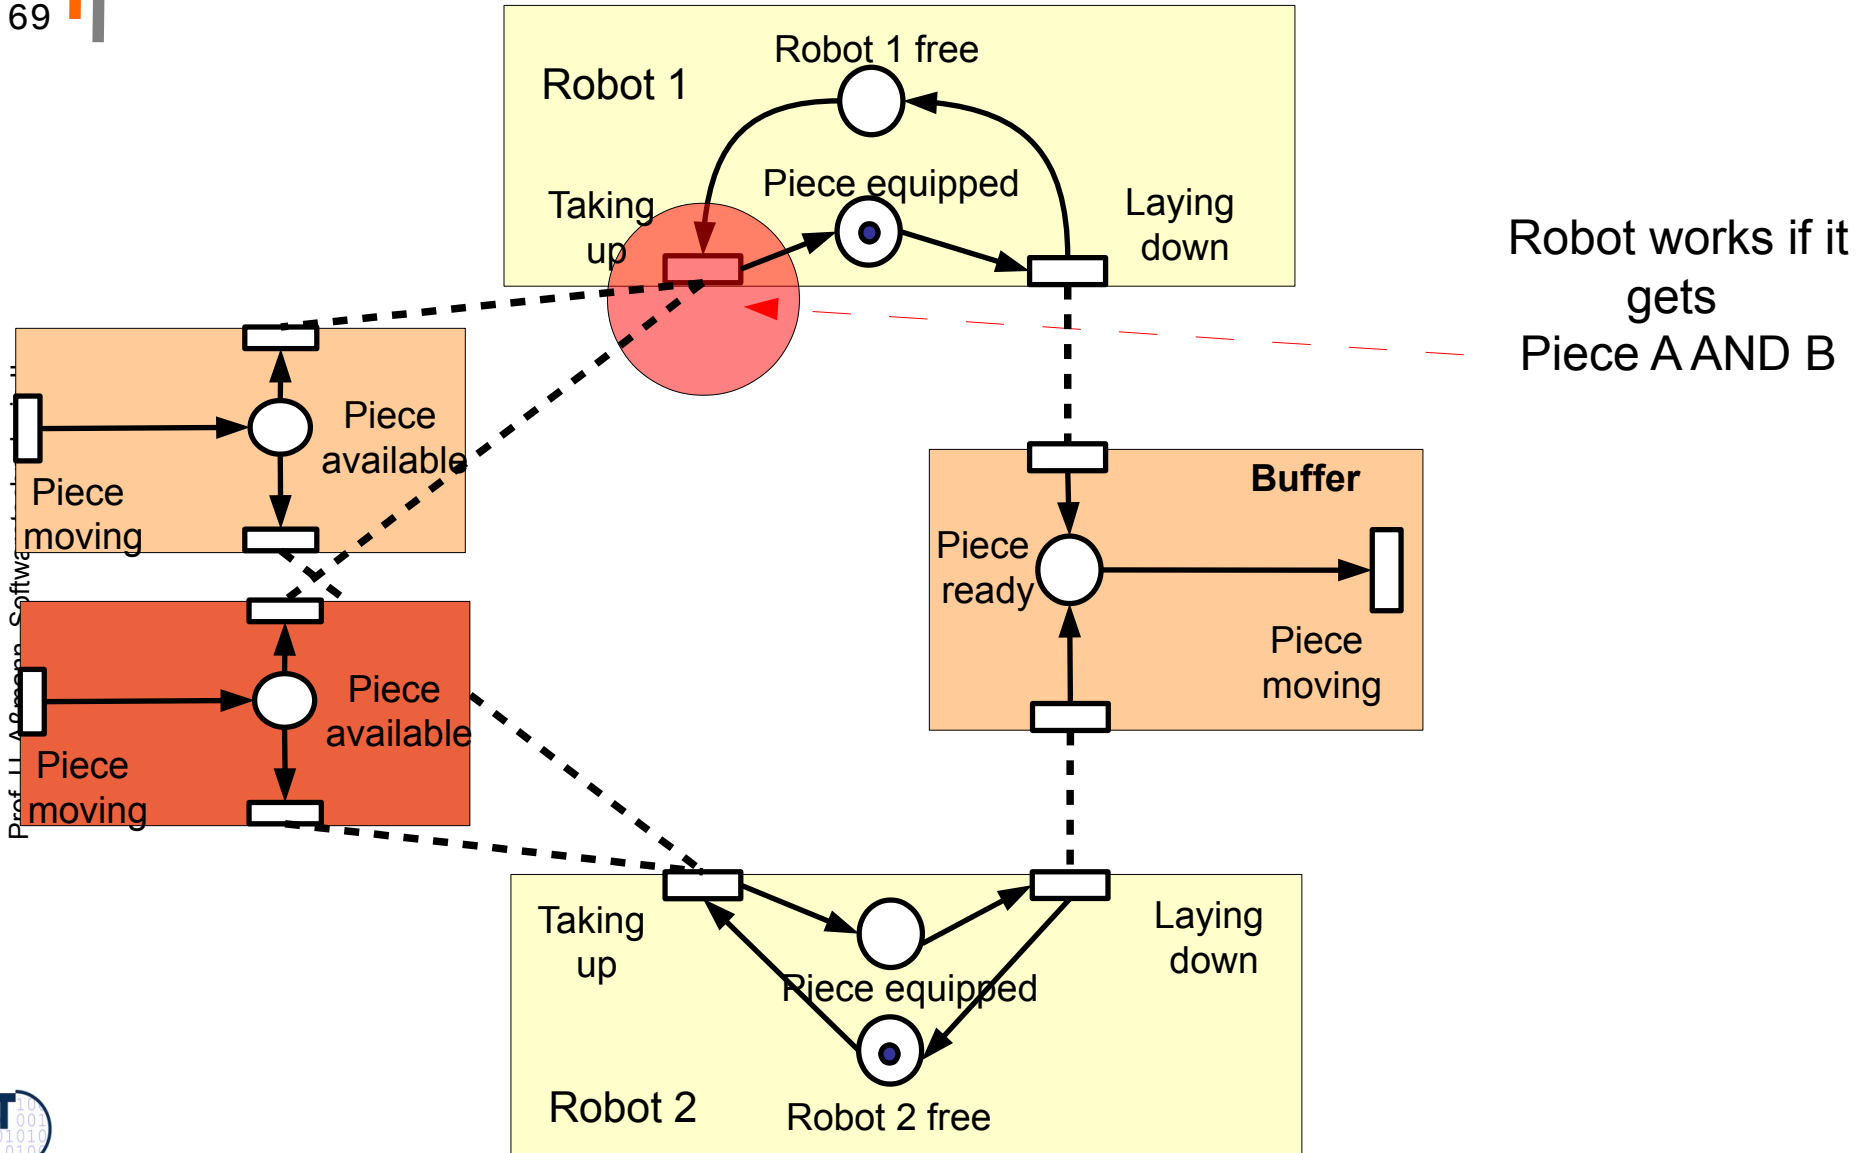 69
Robot 1 free
Robot 1
Piece equipped
Taking
up
Laying
down
Robot works if it
gets
Piece A AND B
Piece
available
Piece
moving
Buffer
Piece
ready
Piece
moving
Piece
available
Piece
moving
Taking
up
Laying
down
Piece equipped
Robot 2
Robot 2 free